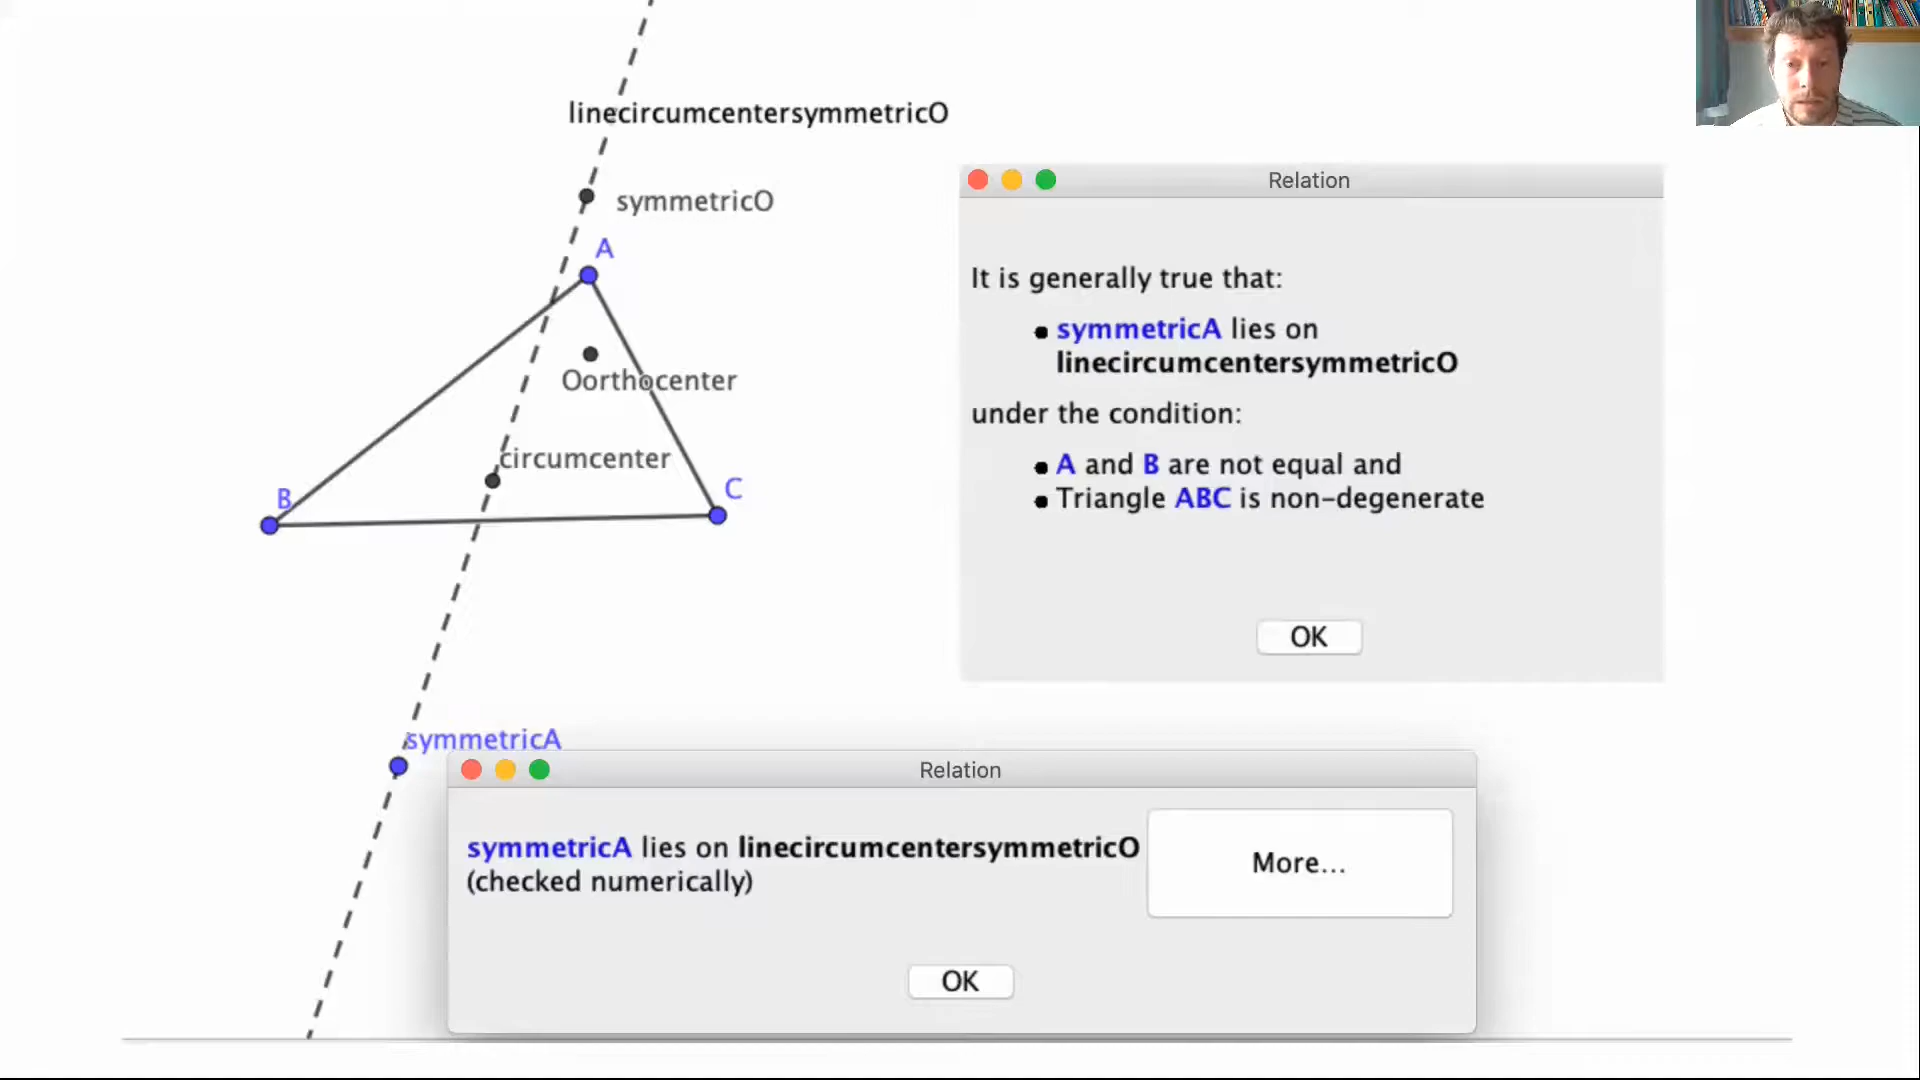 linecircumcentersymmetricO
symmetricO
A
Oorthocenter
circumcenter
B
C
symmetricA
Relation
It is generally true that:
symmetricA lies on
linecircumcentersymmetricO
under the condition:
A and B are not equal and
Triangle ABC is non-degenerate
OK
Relation
symmetricA lies on linecircumcentersymmetricO
(checked numerically)
More...
OK